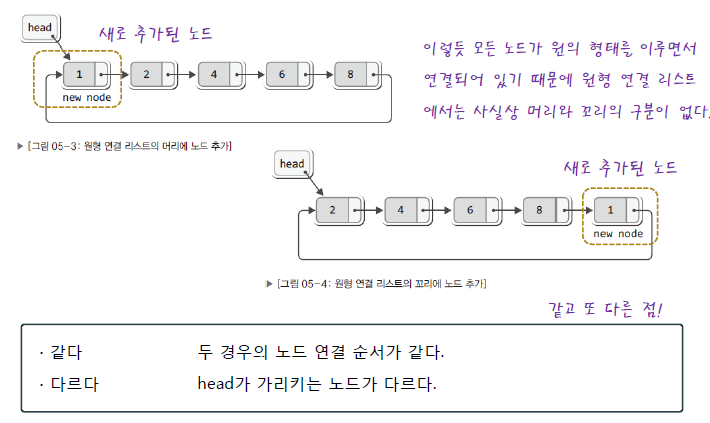 head
새로 추가된 노드
1 2 4 6 8
new node
이렇듯 모든 노드가 원의 형태를 이루면서
연결되어 있기 때문에 원형 연결 리스트
에서는 사실상 머리와 꼬리의 구분이 없다.
▶ [그림 05-3: 원형 연결 리스트의 머리에 노드 추가]
head
새로 추가된 노드
2 4 6 8 1
new node
▶ [그림 05-4: 원형 연결 리스트의 꼬리에 노드 추가]
같고 또 다른 점!
· 같다 두 경우의 노드 연결 순서가 같다.
· 다르다 head가 가리키는 노드가 다르다.